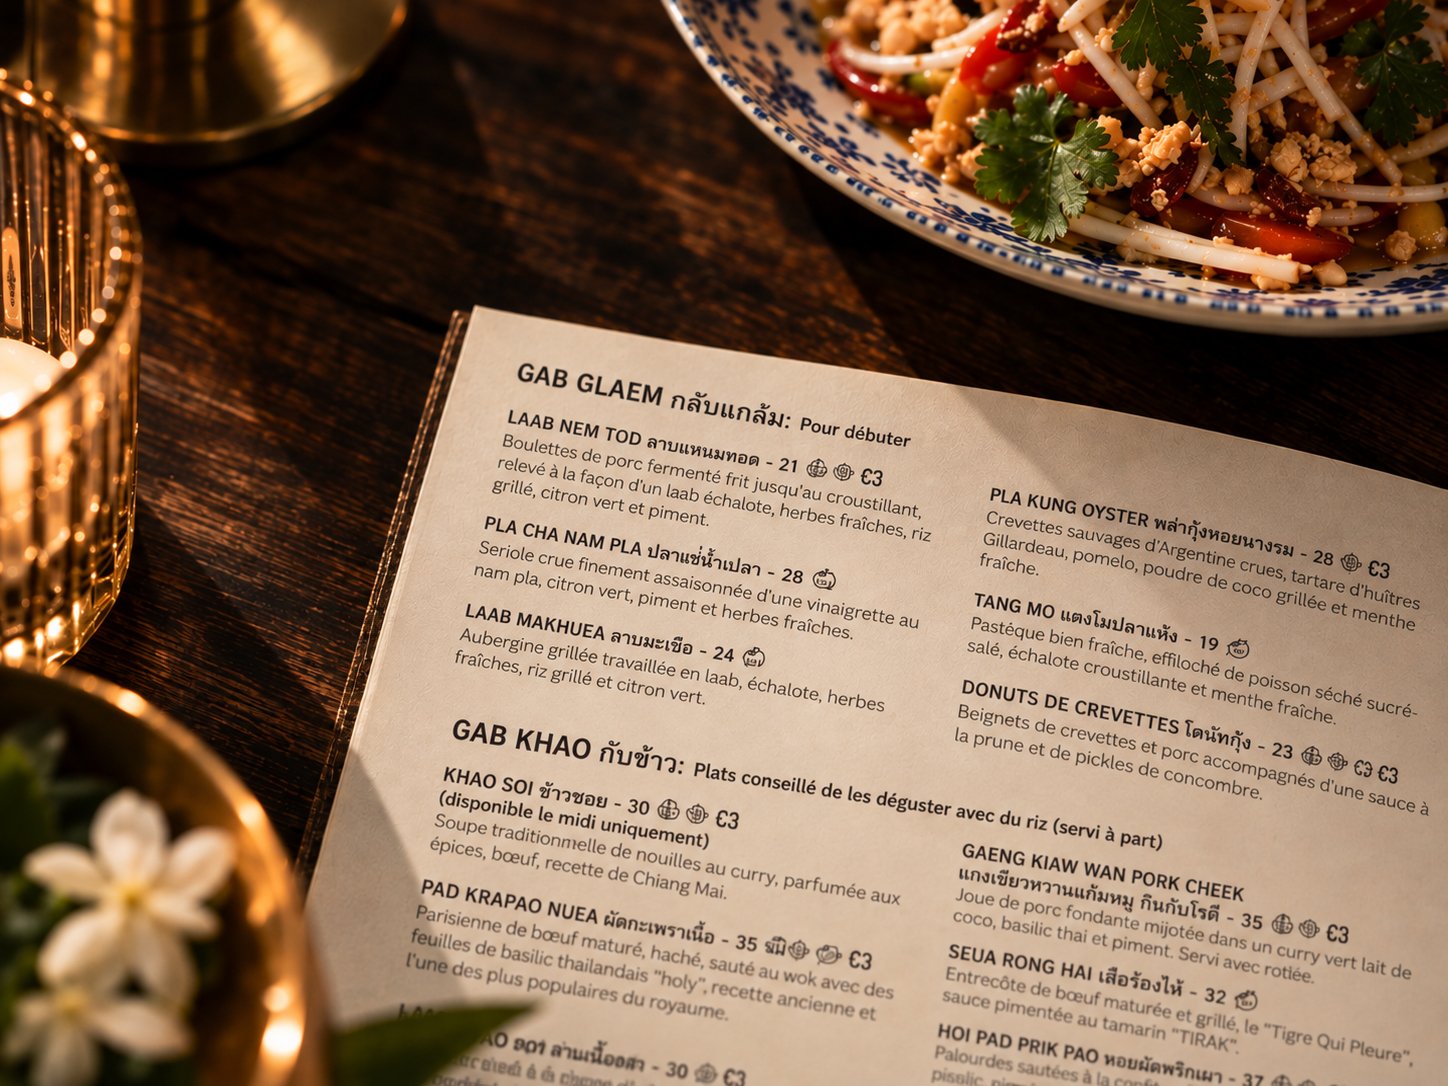 GAB GLAEM กลับแกล้ม: Pour débuter
LAAB NEM TOD ลาบแหนมทอด - 21 €3
Boulettes de porc fermenté frit jusqu'au croustillant,
relevé à la façon d'un laab échalote, herbes fraîches, riz
grillé, citron vert et piment.
PLA CHA NAM PLA ปลาแช่น้ำเปลา - 28
Seriole crue finement assaisonnée d'une vinaigrette au
nam pla, citron vert, piment et herbes fraîches.
LAAB MAKHUEA ลาบมะเขือ - 24
Aubergine grillée travaillée en laab, échalote, herbes
fraîches, riz grillé et citron vert.
PLA KUNG OYSTER พล่ากุ้งหอยนางรม - 28 €3
Crevettes sauvages d'Argentine crues, tartare d'huîtres
Gillardeau, pomelo, poudre de coco grillée et menthe
fraîche.
TANG MO แตงโมปลาแห้ง - 19
Pastéque bien fraîche, effiloché de poisson séché sucré-
salé, échalote croustillante et menthe fraîche.
DONUTS DE CREVETTES โดนัทกุ้ง - 23 €3 €3
Beignets de crevettes et porc accompagnés d'une sauce à
la prune et de pickles de concombre.
GAB KHAO กับข้าว: Plats conseillé de les déguster avec du riz (servi à part)
KHAO SOI ข้าวซอย - 30 €3
(disponible le midi uniquement)
Soupe traditionnelle de nouilles au curry, parfumée aux
épices, bœuf, recette de Chiang Mai.
PAD KRAPAO NUEA ผัดกะเพราเนื้อ - 35 €3
Parisienne de bœuf maturé, haché, sauté au wok avec des
feuilles de basilic thaïlandais "holy", recette ancienne et
l'une des plus populaires du royaume.
- 30 €3
GAENG KIAW WAN PORK CHEEK
แกงเขียวหวานแก้มหมู กินกับโรตี - 35 €3
Joue de porc fondante mijotée dans un curry vert lait de
coco, basilic thai et piment. Servi avec rotlée.
SEUA RONG HAI เสือร้องไห้ - 32
Entrecôte de bœuf maturée et grillé, le "Tigre Qui Pleure",
sauce pimentée au tamarin "TIRAK".
HOI PAD PRIK PAO หอยผัดพริกเผา - 37
Palourdes sautées à la